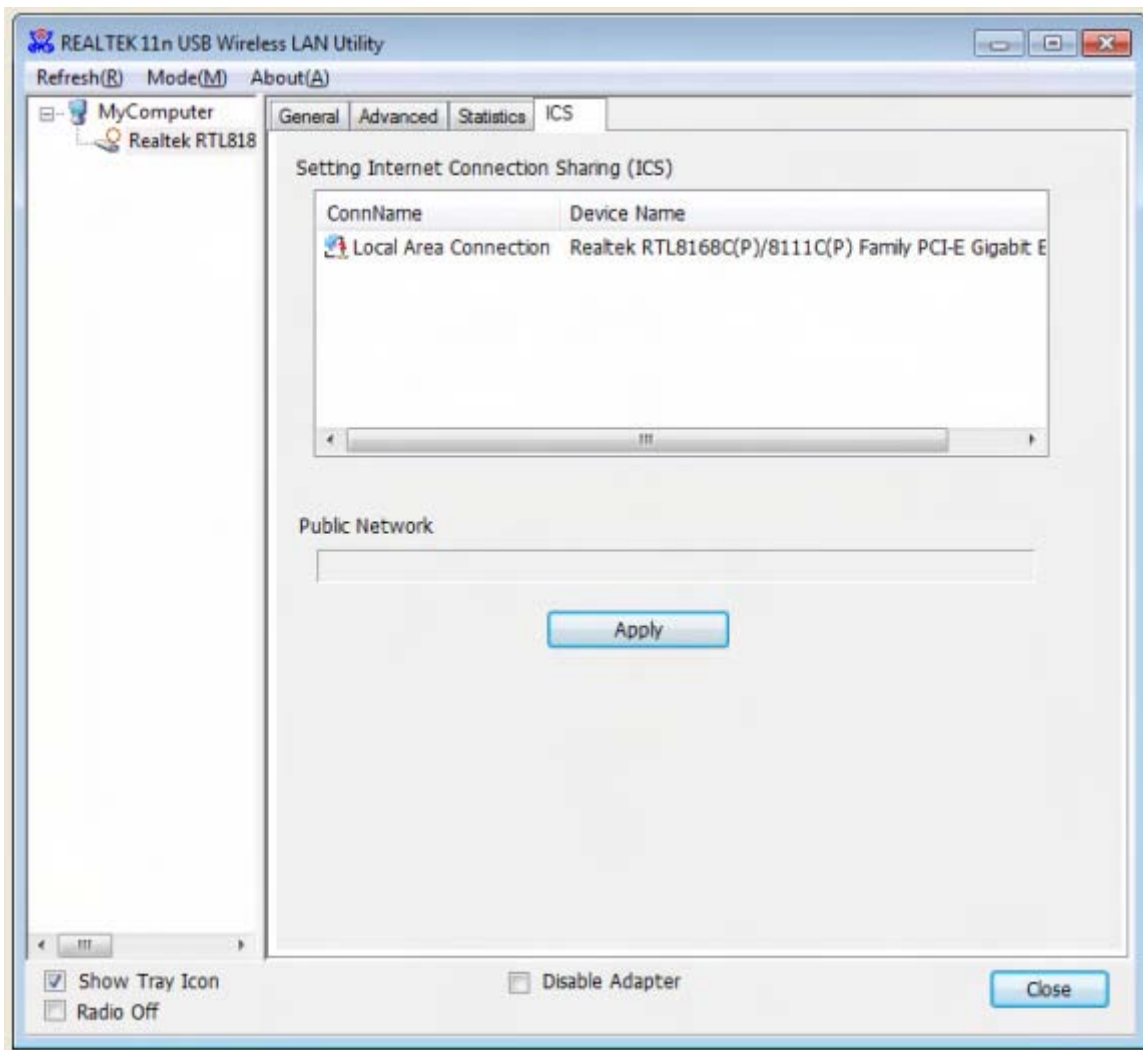 REALTEK 11n USB Wireless LAN Utility
Refresh(R) Mode(M) About(A)
MyComputer
Realtek RTL818
General Advanced Statistics ICS
Setting Internet Connection Sharing (ICS)
ConnName Device Name
Local Area Connection Realtek RTL8168C(P)/8111C(P) Family PCI-E Gigabit E
Public Network
Apply
Show Tray Icon
Radio Off
Disable Adapter
Close